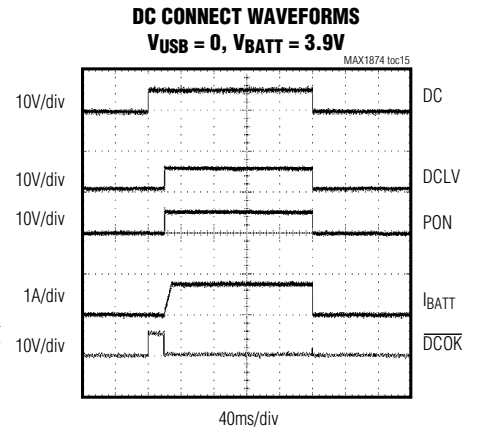 DC CONNECT WAVEFORMS
VUSB = 0, VBATT = 3.9V
MAX1874 toc15
10V/div DC
10V/div DCLV
10V/div PON
1A/div IBATT
10V/div DCOK
40ms/div